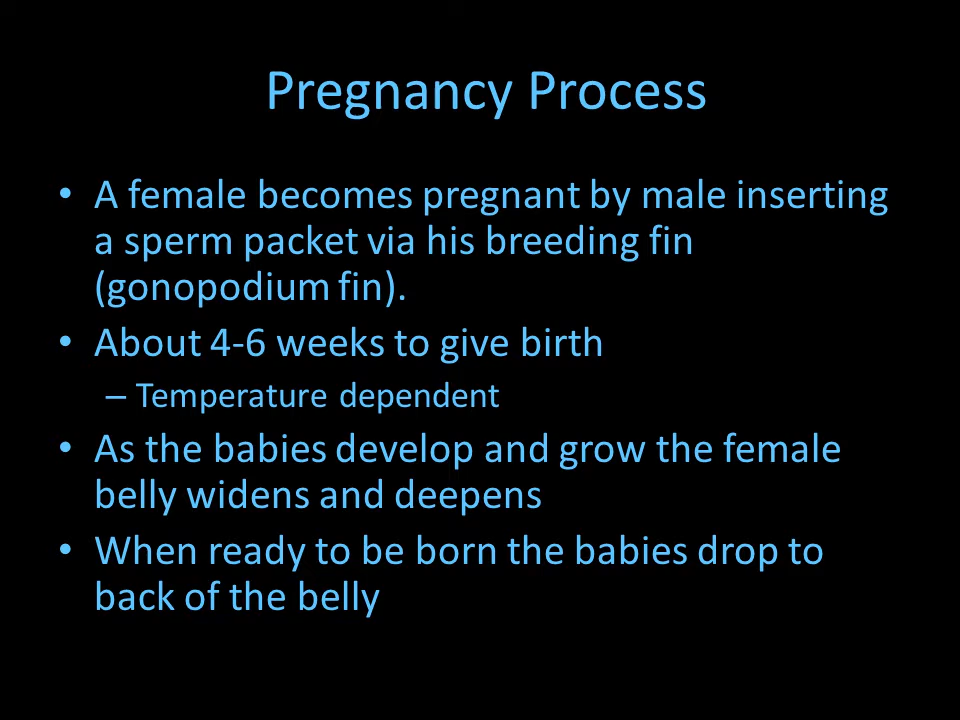 Pregnancy Process
• A female becomes pregnant by male inserting
a sperm packet via his breeding fin
(gonopodium fin).
• About 4-6 weeks to give birth
– Temperature dependent
• As the babies develop and grow the female
belly widens and deepens
• When ready to be born the babies drop to
back of the belly